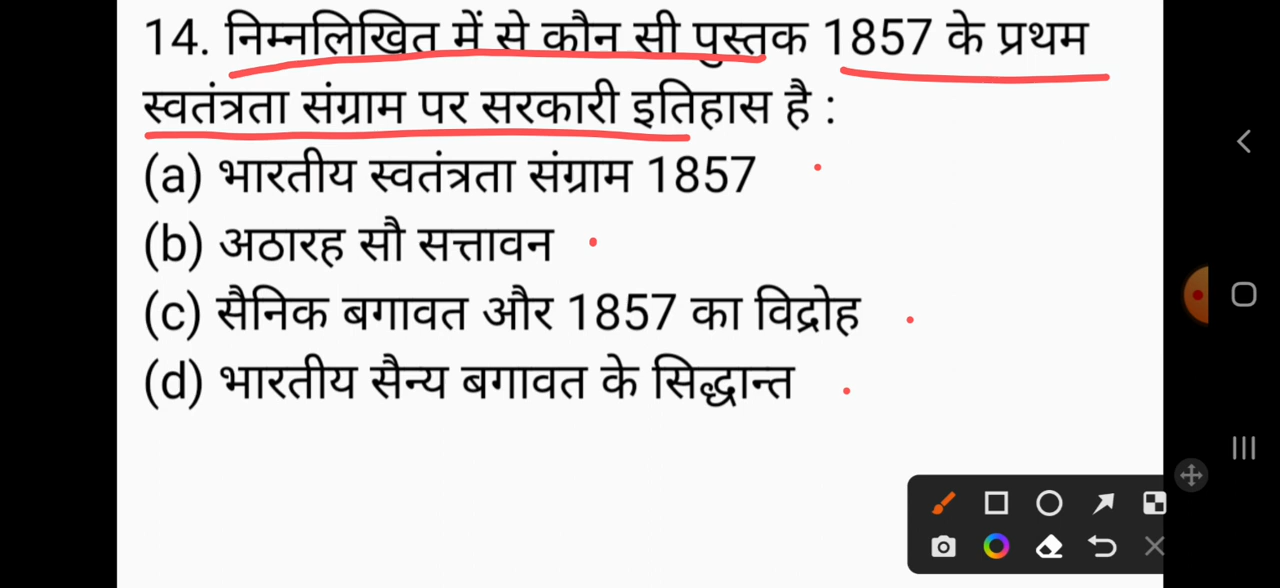 14. निम्नलिखित में से कौन सी पुस्तक 1857 के प्रथम
स्वतंत्रता संग्राम पर सरकारी इतिहास है :
(a) भारतीय स्वतंत्रता संग्राम 1857
(b) अठारह सौ सत्तावन
(c) सैनिक बगावत और 1857 का विद्रोह
(d) भारतीय सैन्य बगावत के सिद्धान्त